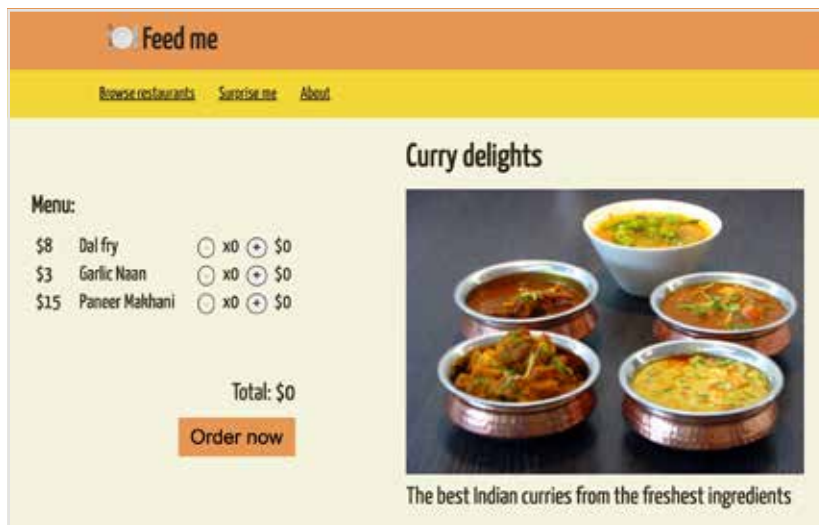 Feed me
Browse restaurants Surprise me About
Curry delights
Menu:
$8 Dal fry - x0 + $0
$3 Garlic Naan - x0 + $0
$15 Paneer Makhani - x0 + $0
Total: $0
Order now
The best Indian curries from the freshest ingredients